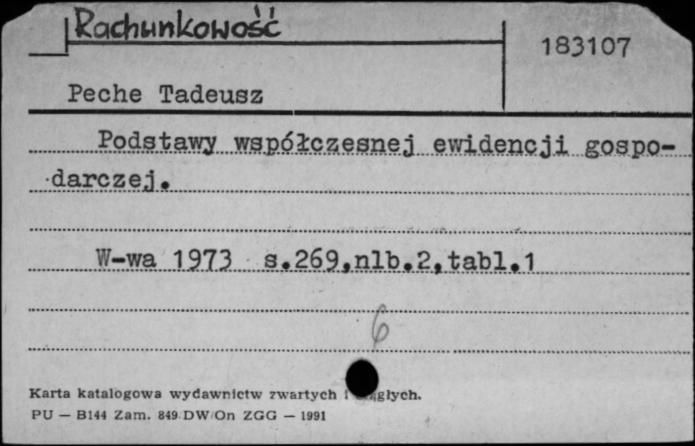 Rachunkowość
183107
Peche Tadeusz
Podstawy współczesnej ewidencji gospo-
darczej.
W-wa 1973 s.269,nlb.2,tabl.1
6
Karta katalogowa wydawnictw zwartych i
PU — B144 Zam. 849 DW/On ZGG — 1991